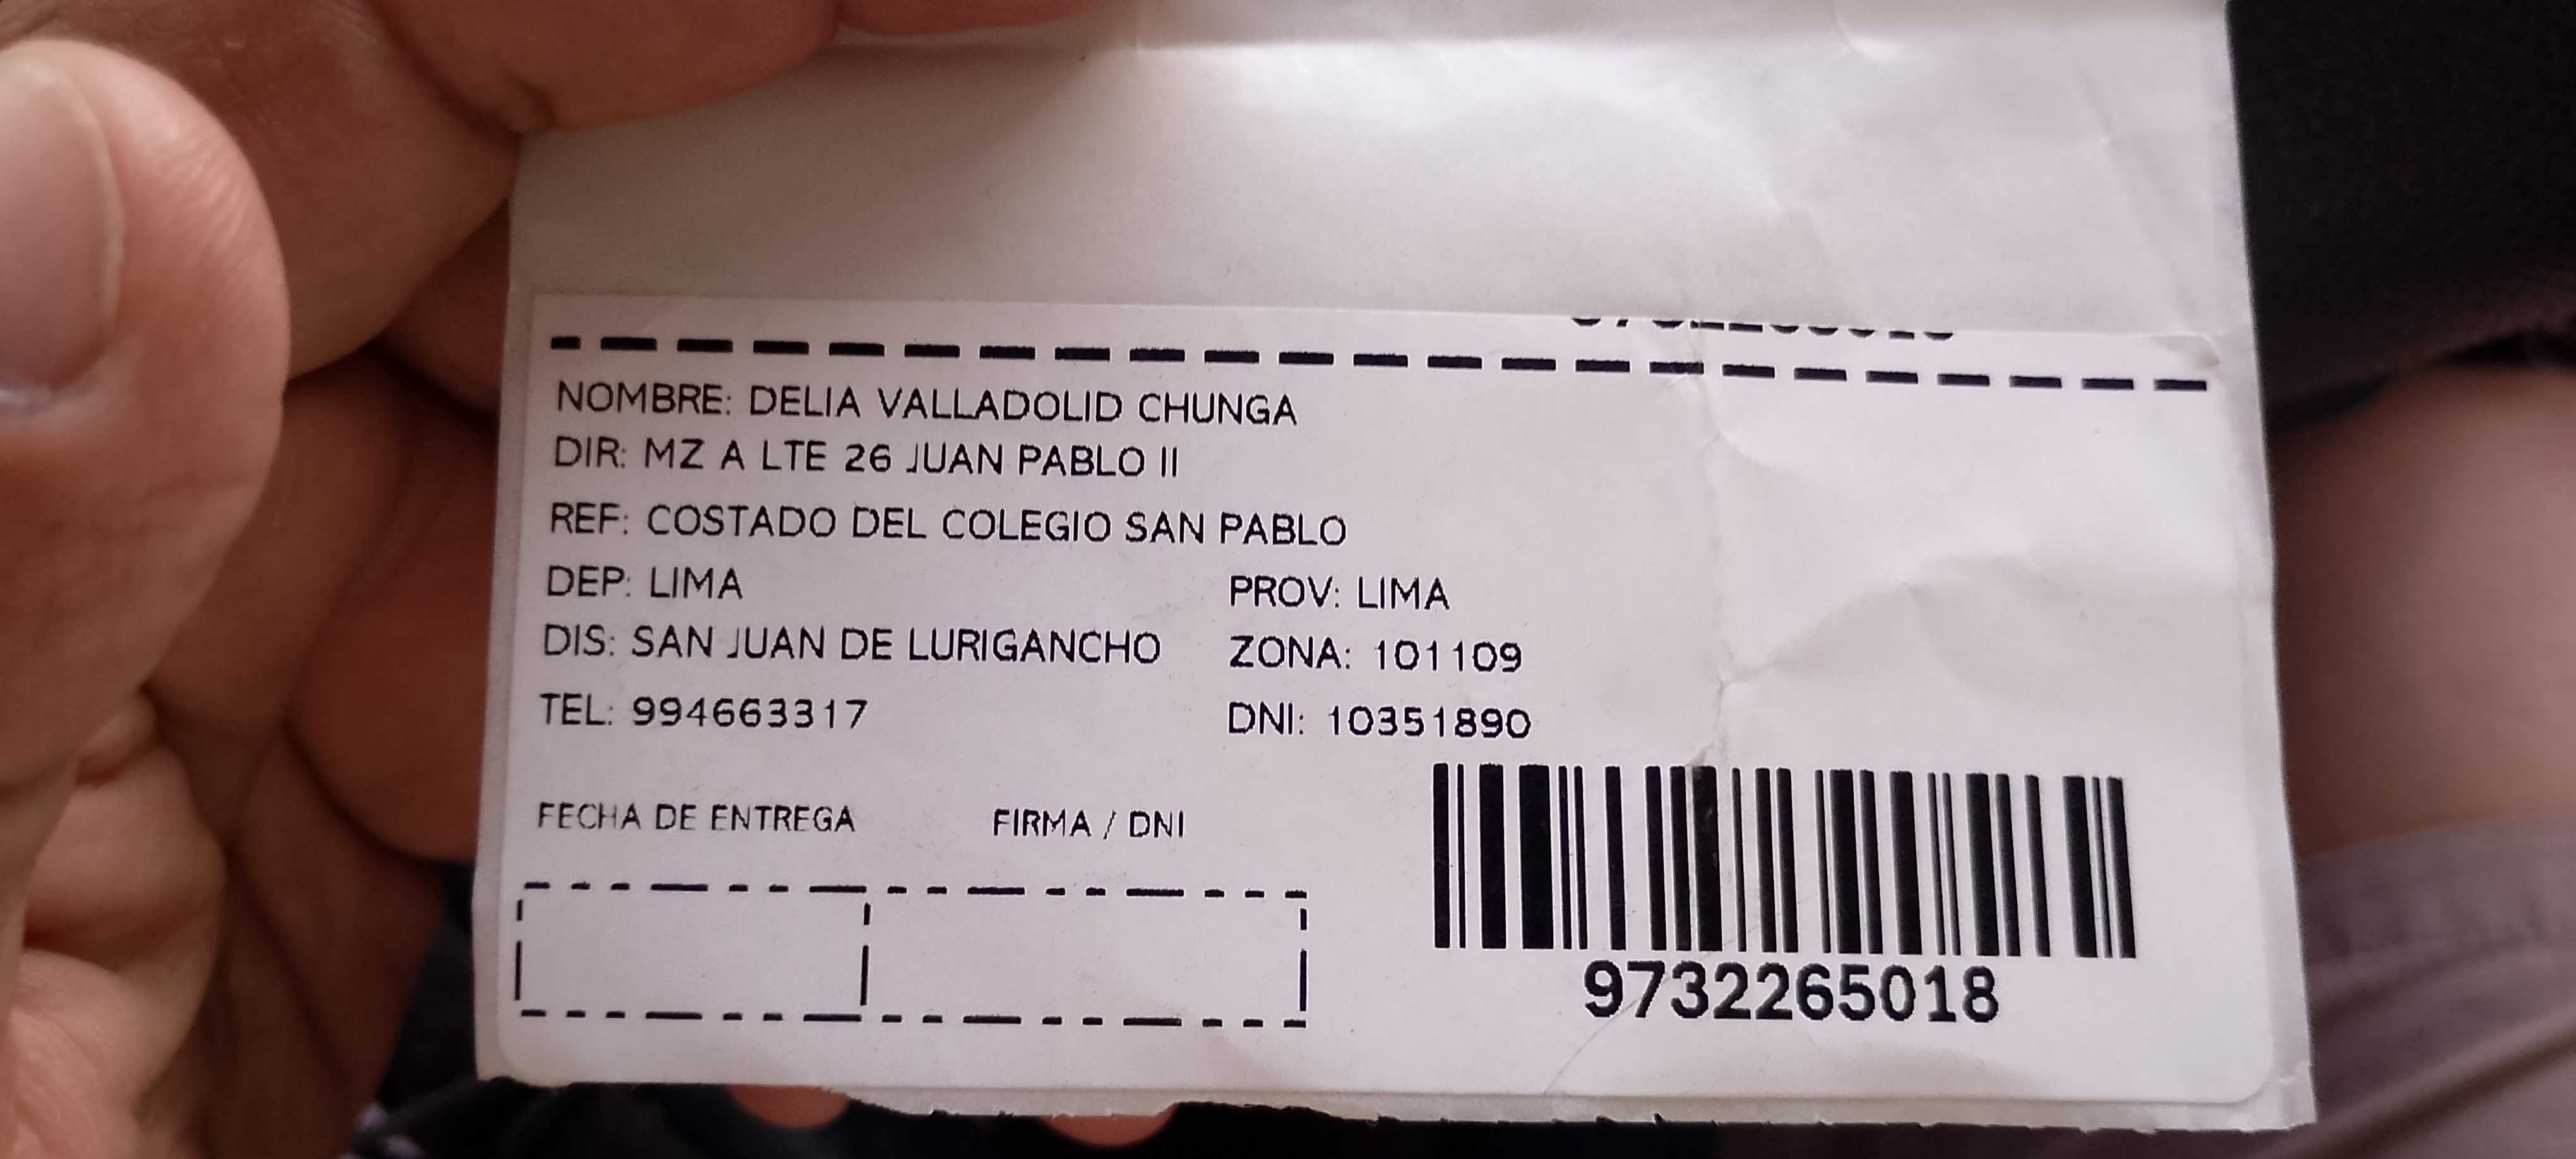 NOMBRE: DELIA VALLADOLID CHUNGA
DIR: MZ A LTE 26 JUAN PABLO II
REF: COSTADO DEL COLEGIO SAN PABLO
DEP: LIMA PROV: LIMA
DIS: SAN JUAN DE LURIGANCHO ZONA: 101109
TEL: 994663317 DNI: 10351890
FECHA DE ENTREGA FIRMA / DNI
9732265018